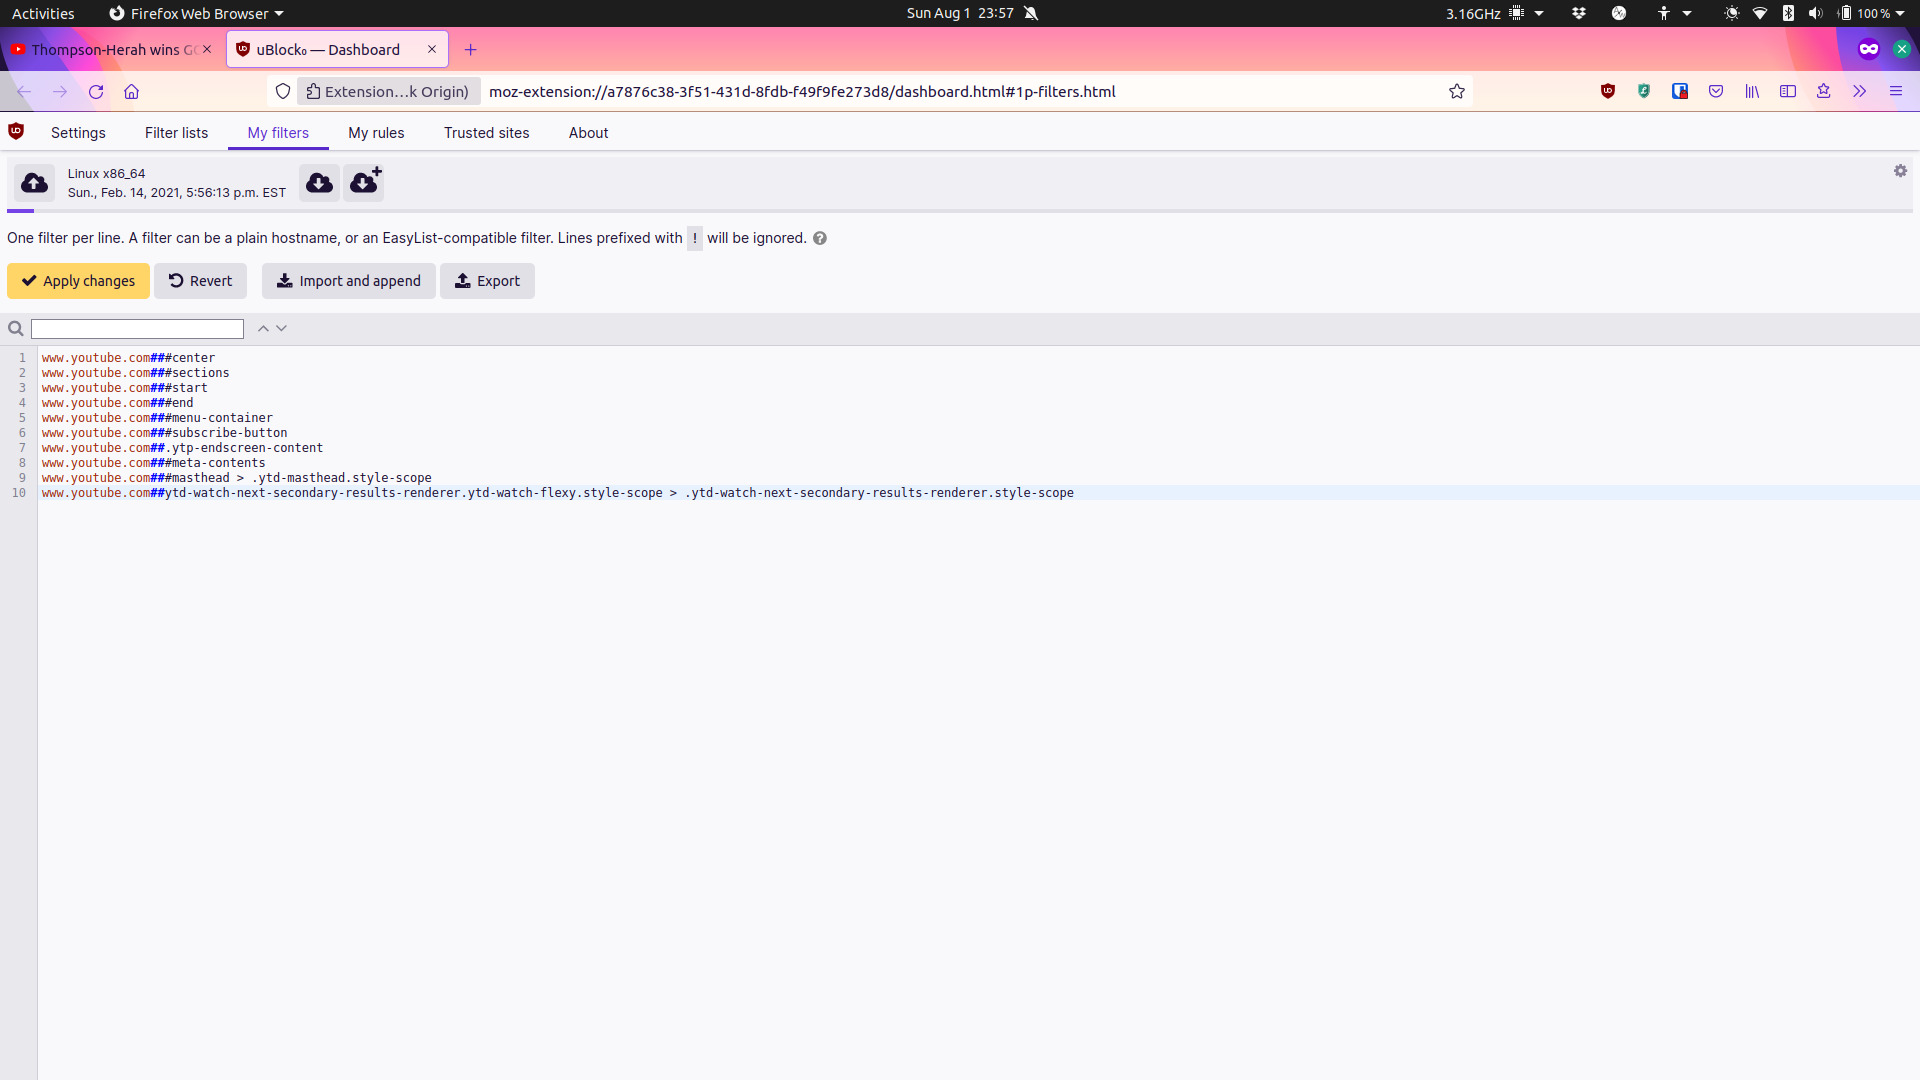 Activities Firefox Web Browser Sun Aug 1 23:57 3.16GHz 100 %
Thompson-Herah wins G uBlock₀ — Dashboard
Extension…k Origin) moz-extension://a7876c38-3f51-431d-8fdb-f49f9fe273d8/dashboard.html#1p-filters.html
Settings Filter lists My filters My rules Trusted sites About
Linux x86_64
Sun., Feb. 14, 2021, 5:56:13 p.m. EST
One filter per line. A filter can be a plain hostname, or an EasyList-compatible filter. Lines prefixed with ! will be ignored.
Apply changes Revert Import and append Export
1 www.youtube.com###center
2 www.youtube.com###sections
3 www.youtube.com###start
4 www.youtube.com###end
5 www.youtube.com###menu-container
6 www.youtube.com###subscribe-button
7 www.youtube.com##.ytp-endscreen-content
8 www.youtube.com###meta-contents
9 www.youtube.com###masthead > .ytd-masthead.style-scope
10 www.youtube.com##ytd-watch-next-secondary-results-renderer.ytd-watch-flexy.style-scope > .ytd-watch-next-secondary-results-renderer.style-scope